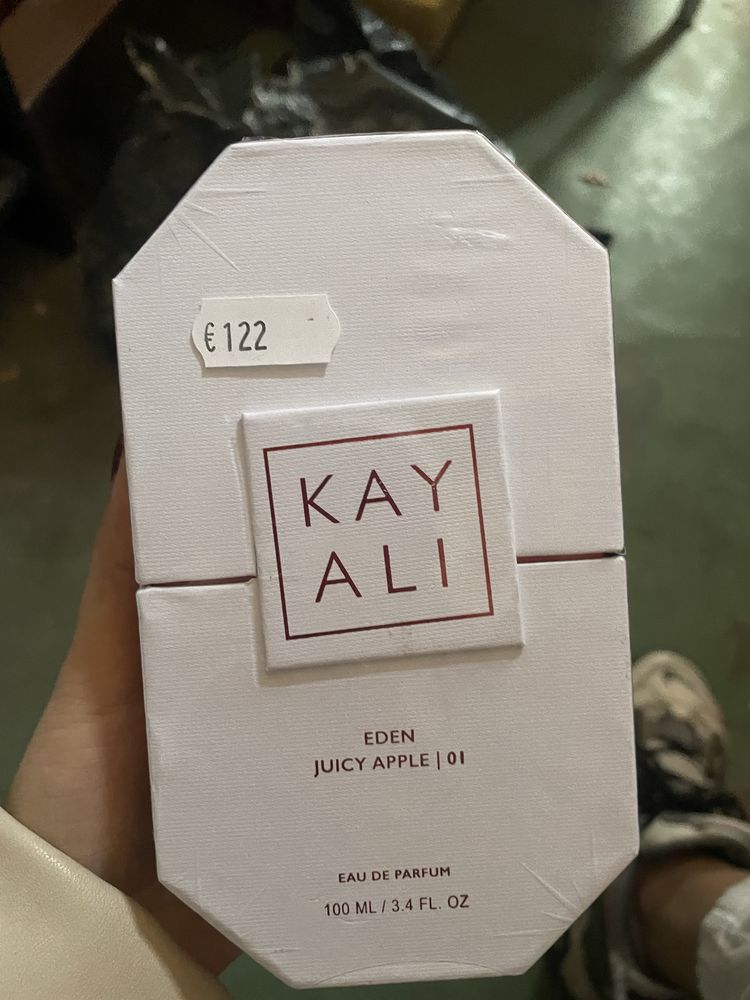 €122
KAY
ALI
EDEN
JUICY APPLE | 01
EAU DE PARFUM
100 ML / 3.4 FL. OZ